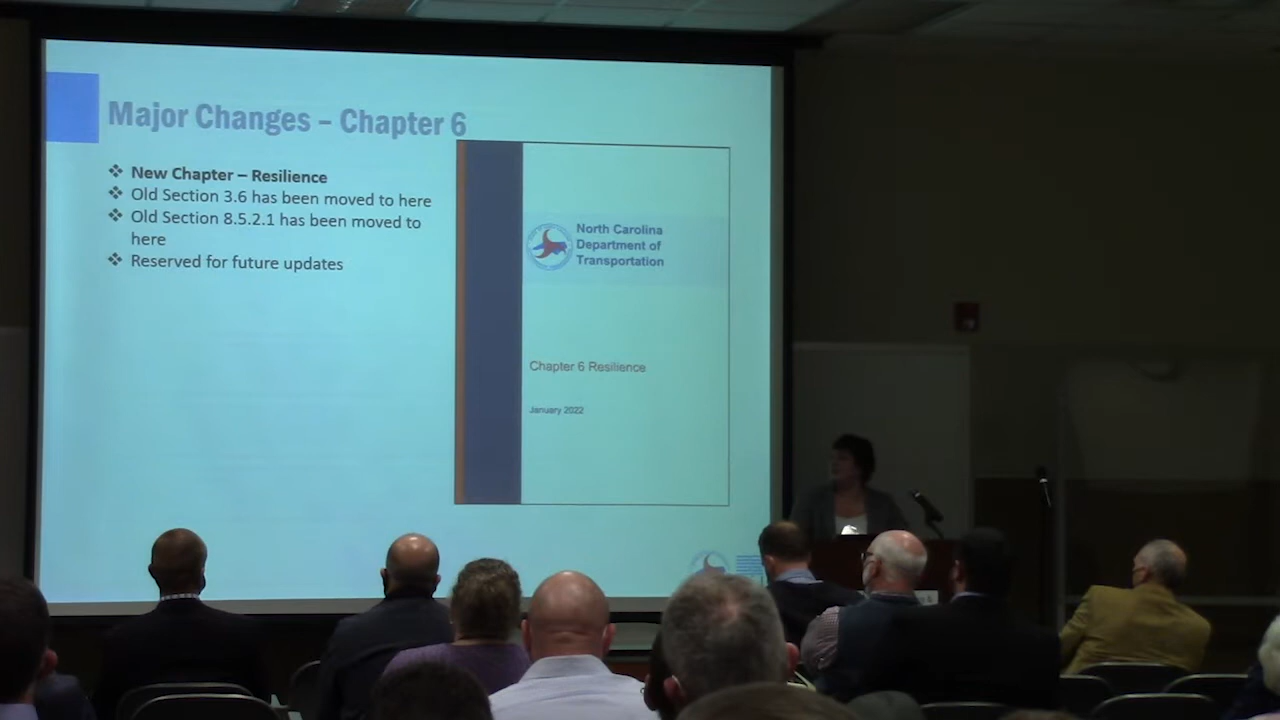 Major Changes – Chapter 6
❖ New Chapter – Resilience
❖ Old Section 3.6 has been moved to here
❖ Old Section 8.5.2.1 has been moved to
here
❖ Reserved for future updates
North Carolina
Department of
Transportation
Chapter 6 Resilience
January 2022